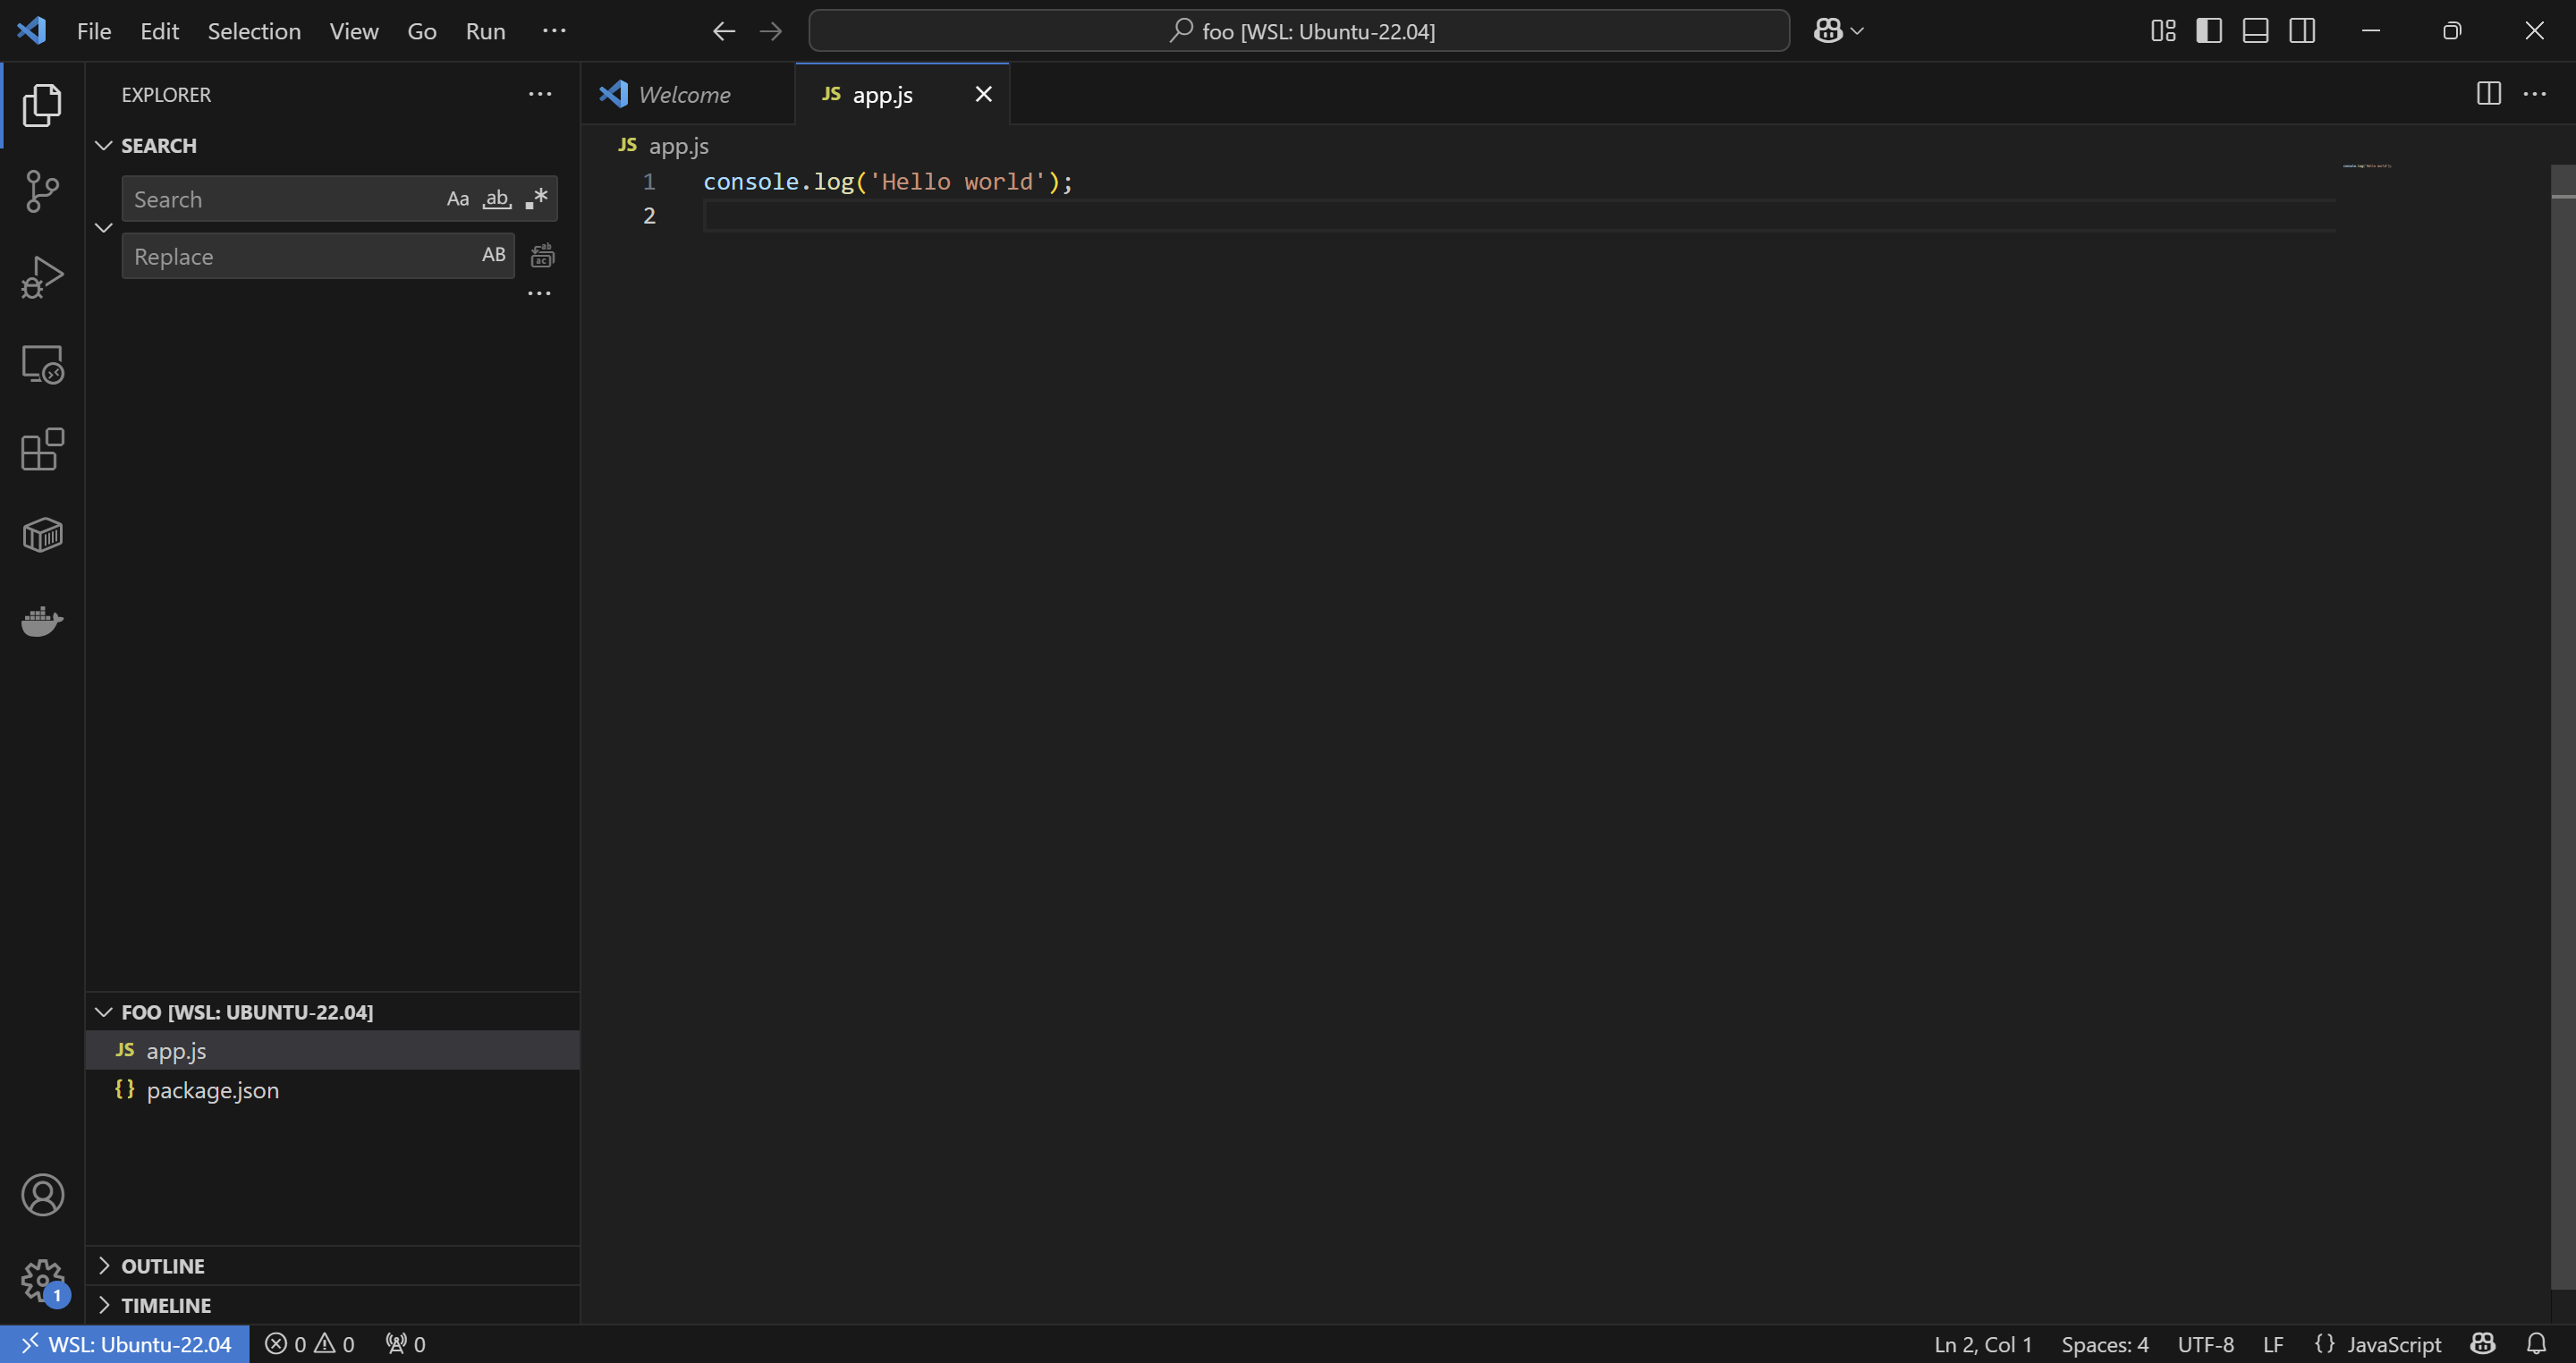 File Edit Selection View Go Run ···
foo [WSL: Ubuntu-22.04]
EXPLORER
Welcome
JS app.js
SEARCH
JS app.js
Search Aa ab .*
Replace AB
1 console.log('Hello world');
2
FOO [WSL: UBUNTU-22.04]
JS app.js
{} package.json
OUTLINE
1
TIMELINE
WSL: Ubuntu-22.04 0 0 0 Ln 2, Col 1 Spaces: 4 UTF-8 LF {} JavaScript